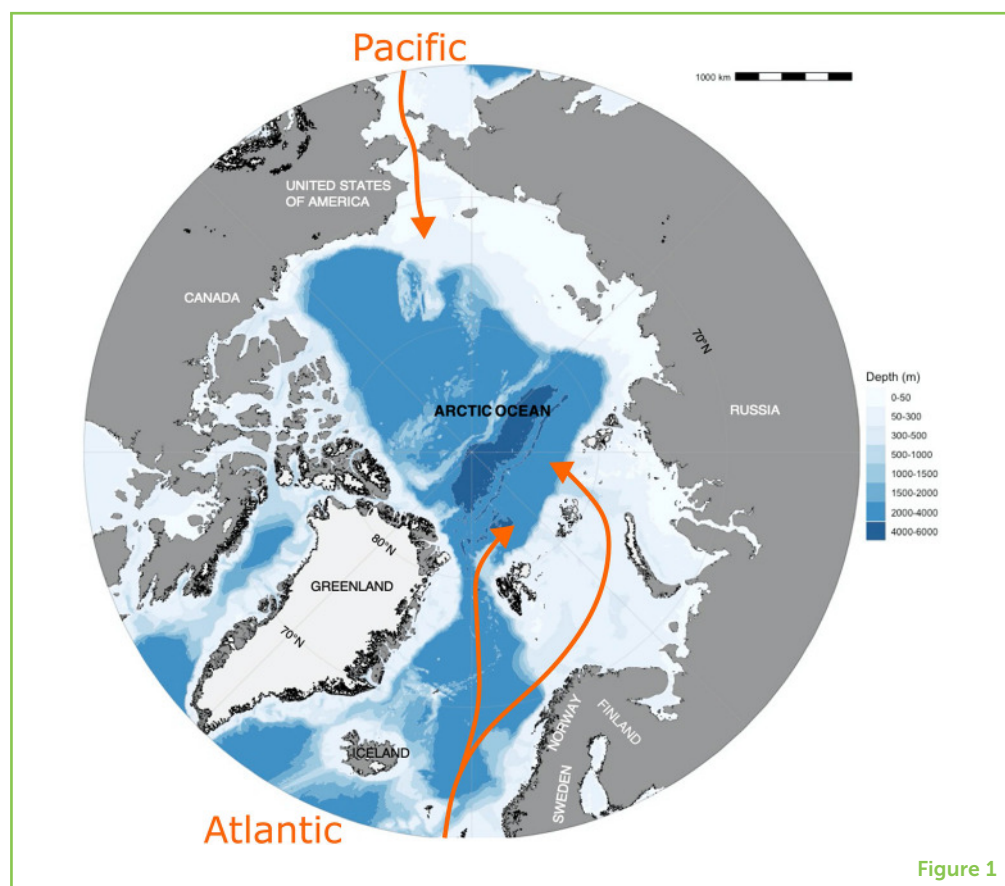 Pacific
1000 km
UNITED STATES
OF AMERICA
CANADA
70°N
Depth (m)
0-50
50-300
300-500
500-1000
1000-1500
1500-2000
2000-4000
4000-6000
ARCTIC OCEAN
RUSSIA
80°N
GREENLAND
70°N
NORWAY
FINLAND
SWEDEN
ICELAND
Atlantic
Figure 1